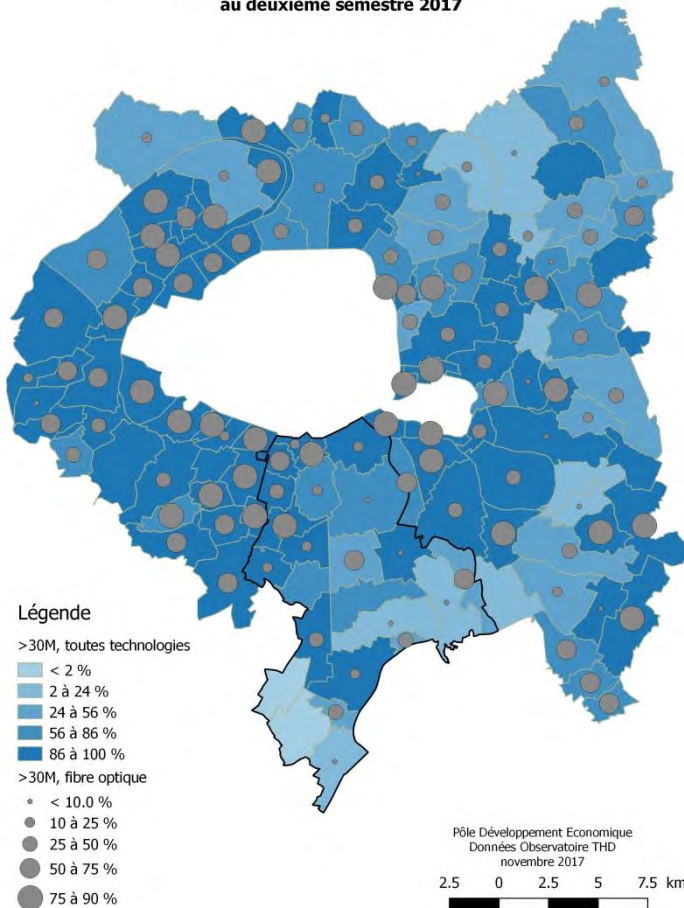 au deuxième semestre 2017
Légende
>30M, toutes technologies
< 2 %
2 à 24 %
24 à 56 %
56 à 86 %
86 à 100 %
>30M, fibre optique
< 10.0 %
10 à 25 %
25 à 50 %
50 à 75 %
75 à 90 %
Pôle Développement Economique
Données Observatoire THD
novembre 2017
2.5 0 2.5 5 7.5 km